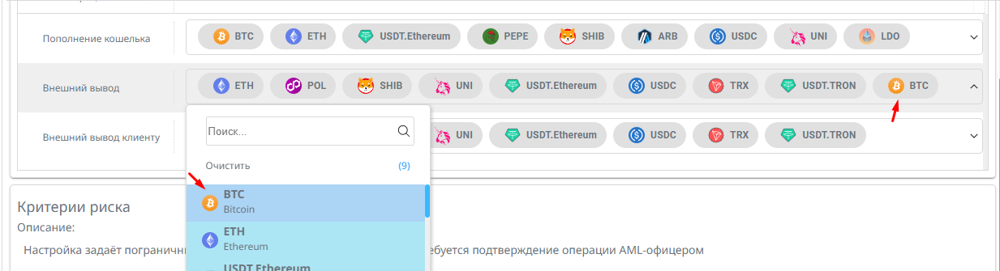 Пополнение кошелька BTC ETH USDT.Ethereum PEPE SHIB ARB USDC UNI LDO
Внешний вывод ETH POL SHIB UNI USDT.Ethereum USDC TRX USDT.TRON BTC
Поиск...
Внешний вывод клиенту UNI USDT.Ethereum USDC TRX USDT.TRON
Очистить (9)
BTC
Bitcoin
Критерии риска
Описание:
ETH
Ethereum
Настройка задаёт пограничн ебуется подтверждение операции AML-офицером
USDT.Ethereum